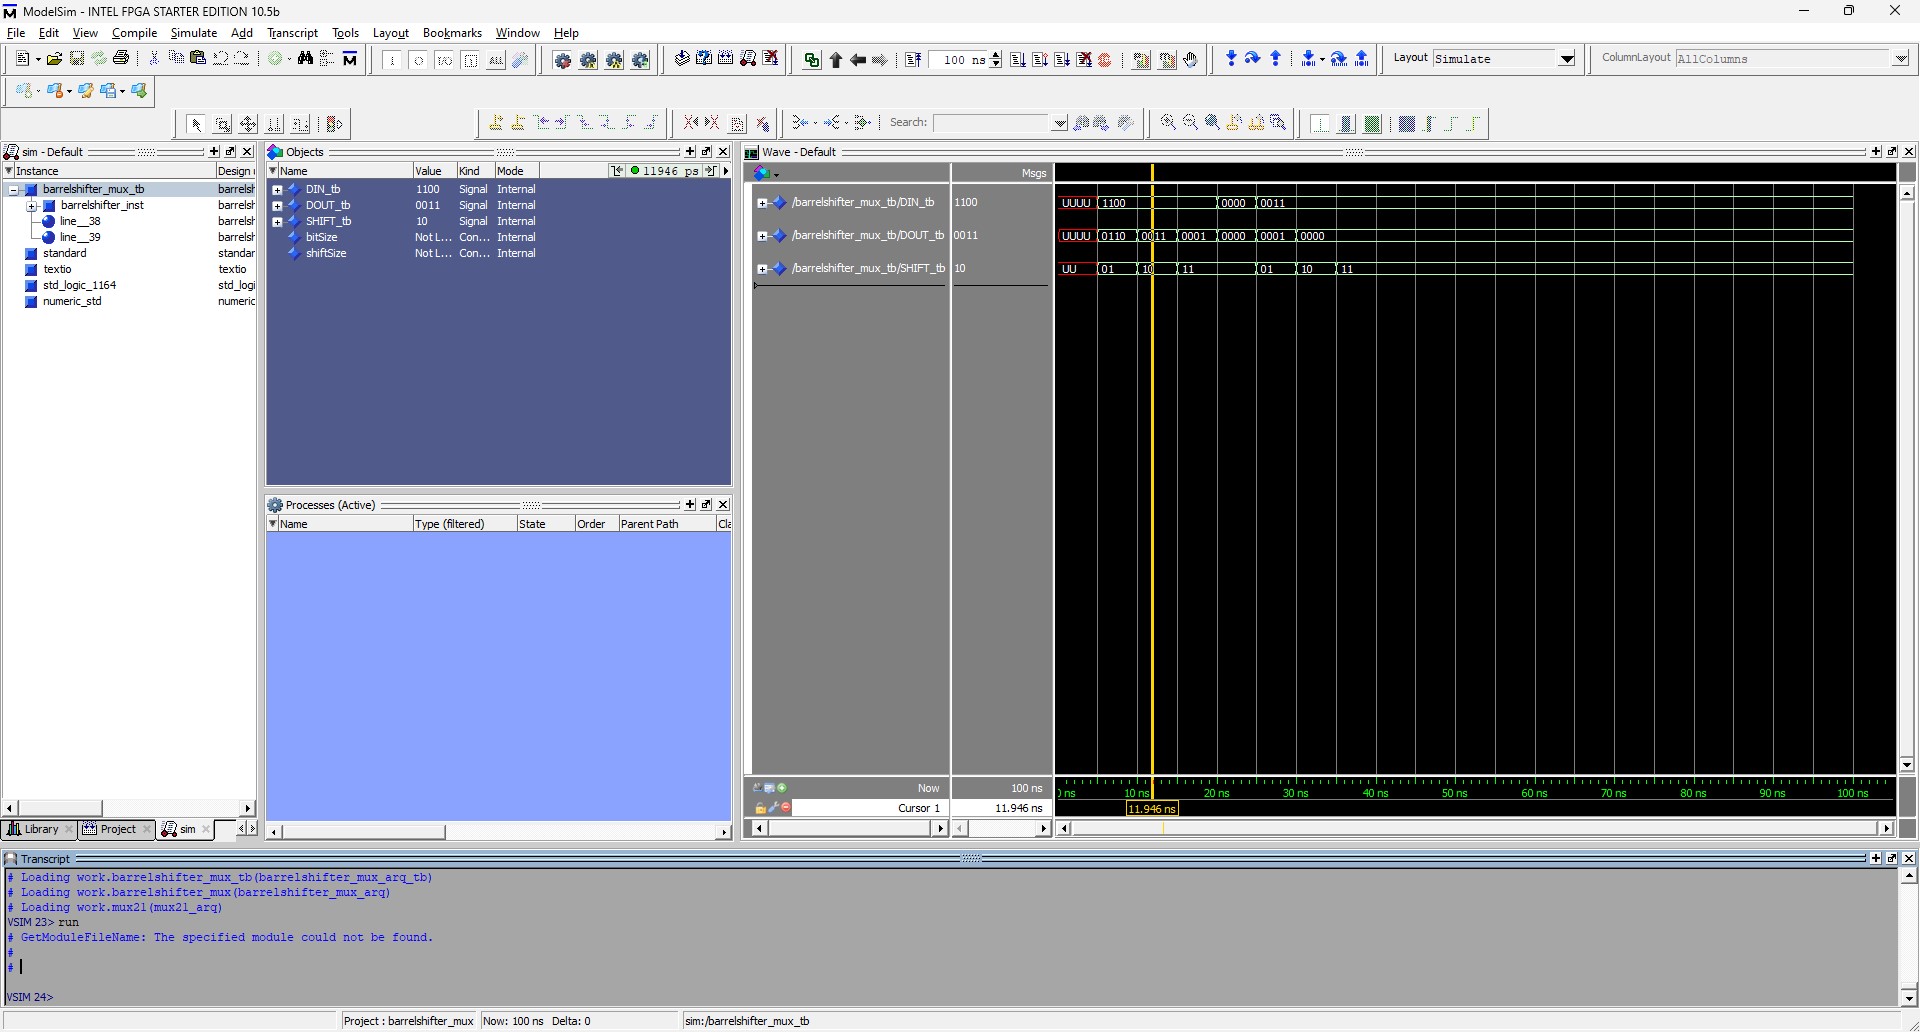 ModelSim - INTEL FPGA STARTER EDITION 10.5b
File Edit View Compile Simulate Add Transcript Tools Layout Bookmarks Window Help
100 ns
Layout Simulate
ColumnLayout AllColumns
Search:
sim - Default
Instance Design
barrelshifter_mux_tb barrelsh
barrelshifter_inst barrelsh
line__38 barrelsh
line__39 barrelsh
standard standar
textio textio
std_logic_1164 std_logi
numeric_std numeric
Library Project sim
Objects
Name Value Kind Mode 11946 ps
DIN_tb 1100 Signal Internal
DOUT_tb 0011 Signal Internal
SHIFT_tb 10 Signal Internal
bitSize Not L... Con... Internal
shiftSize Not L... Con... Internal
Processes (Active)
Name Type (filtered) State Order Parent Path Cla
Wave - Default
Msgs
/barrelshifter_mux_tb/DIN_tb 1100 UUUU 1100 0000 0011
/barrelshifter_mux_tb/DOUT_tb 0011 UUUU 0110 0011 0001 0000 0001 0000
/barrelshifter_mux_tb/SHIFT_tb 10 UU 01 10 11 01 10 11
Now 100 ns
ns 10 ns 20 ns 30 ns 40 ns 50 ns 60 ns 70 ns 80 ns 90 ns 100 ns
Cursor 1 11.946 ns 11.946 ns
Transcript
# Loading work.barrelshifter_mux_tb(barrelshifter_mux_arq_tb)
# Loading work.barrelshifter_mux(barrelshifter_mux_arq)
# Loading work.mux21(mux21_arq)
VSIM 23> run
# GetModuleFileName: The specified module could not be found.
#
#
VSIM 24>
Project : barrelshifter_mux Now: 100 ns Delta: 0 sim:/barrelshifter_mux_tb